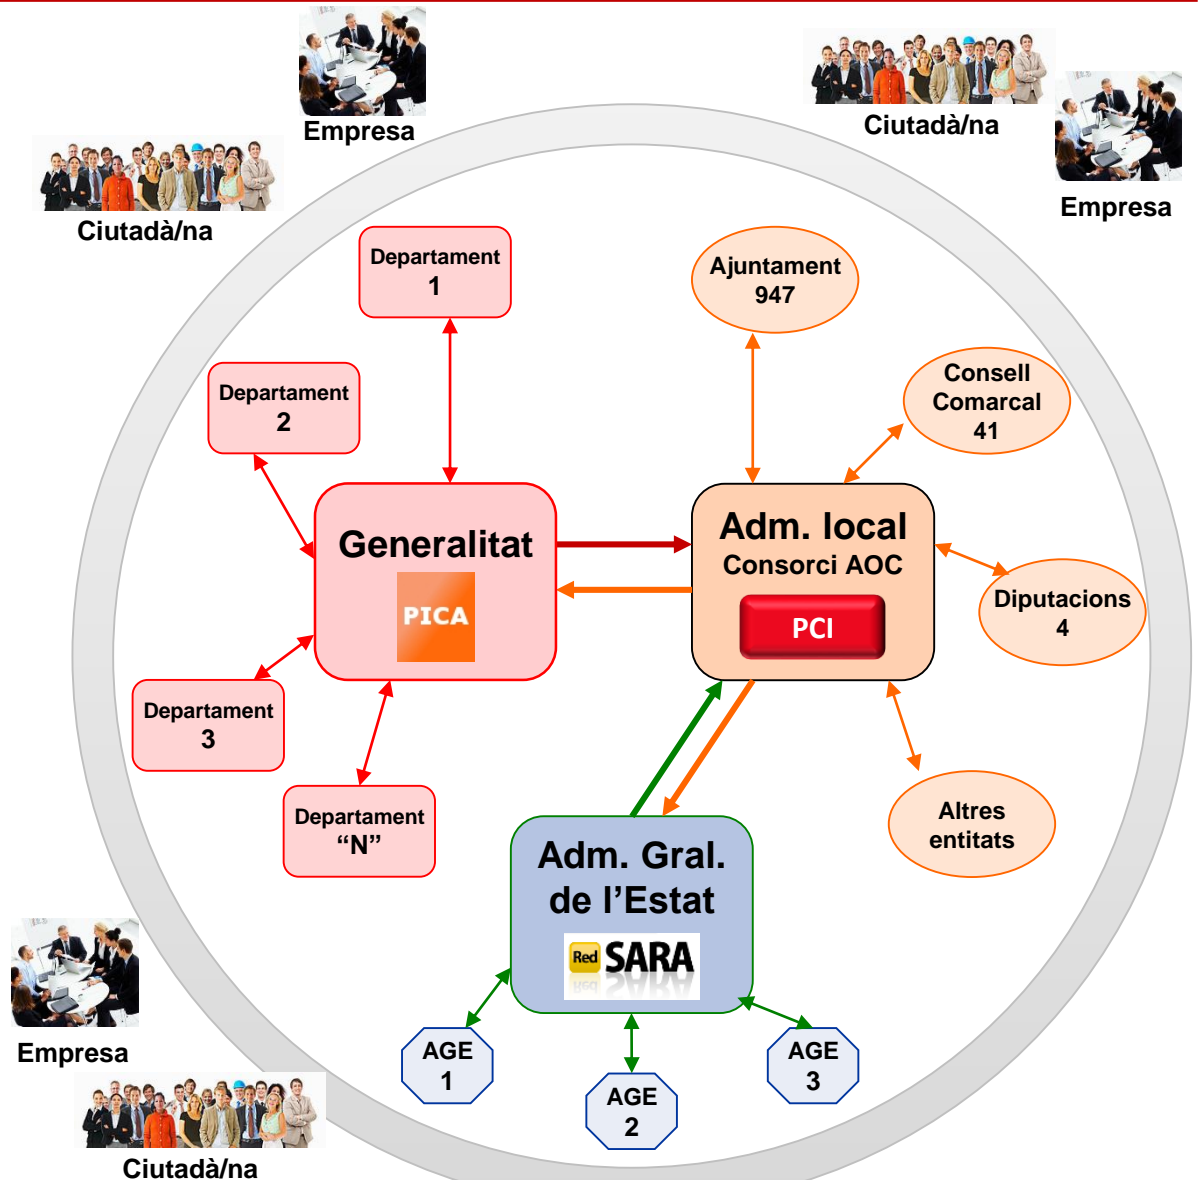 Empresa
Ciutadà/na
Empresa
Ciutadà/na
Departament
1
Ajuntament
947
Departament
2
Consell
Comarcal
41
Generalitat
PICA
Adm. local
Consorci AOC
PCI
Diputacions
4
Departament
3
Departament
“N”
Altres
entitats
Adm. Gral.
de l’Estat
Red SARA
AGE
1
AGE
2
AGE
3
Empresa
Ciutadà/na